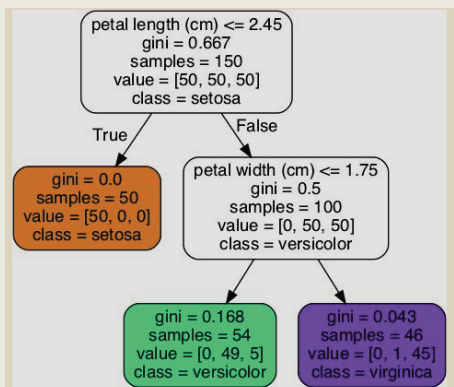 petal length (cm) <= 2.45
gini = 0.667
samples = 150
value = [50, 50, 50]
class = setosa
True
False
gini = 0.0
samples = 50
value = [50, 0, 0]
class = setosa
petal width (cm) <= 1.75
gini = 0.5
samples = 100
value = [0, 50, 50]
class = versicolor
gini = 0.168
samples = 54
value = [0, 49, 5]
class = versicolor
gini = 0.043
samples = 46
value = [0, 1, 45]
class = virginica